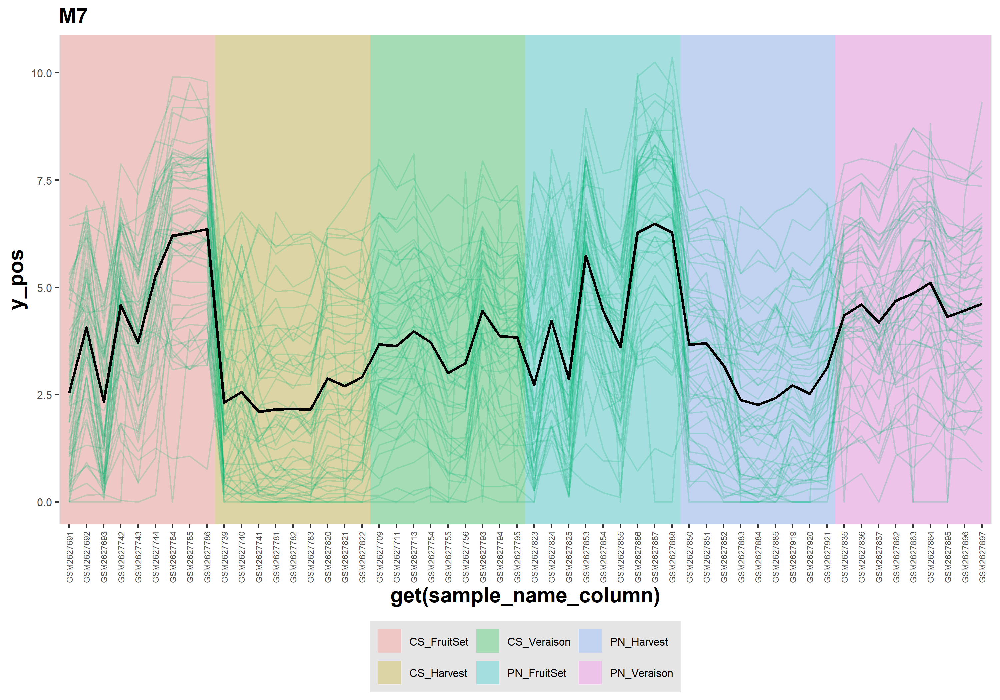 M7
y_pos
10.0
7.5
5.0
2.5
0.0
GSM2627691
GSM2627692
GSM2627693
GSM2627742
GSM2627743
GSM2627744
GSM2627784
GSM2627785
GSM2627786
GSM2627739
GSM2627740
GSM2627741
GSM2627781
GSM2627782
GSM2627783
GSM2627820
GSM2627821
GSM2627822
GSM2627709
GSM2627711
GSM2627713
GSM2627754
GSM2627755
GSM2627756
GSM2627793
GSM2627794
GSM2627795
GSM2627823
GSM2627824
GSM2627825
GSM2627853
GSM2627854
GSM2627855
GSM2627886
GSM2627887
GSM2627888
GSM2627850
GSM2627851
GSM2627852
GSM2627883
GSM2627884
GSM2627885
GSM2627919
GSM2627920
GSM2627921
GSM2627835
GSM2627836
GSM2627837
GSM2627862
GSM2627863
GSM2627864
GSM2627895
GSM2627896
GSM2627897
get(sample_name_column)
CS_FruitSet
CS_Veraison
PN_Harvest
CS_Harvest
PN_FruitSet
PN_Veraison